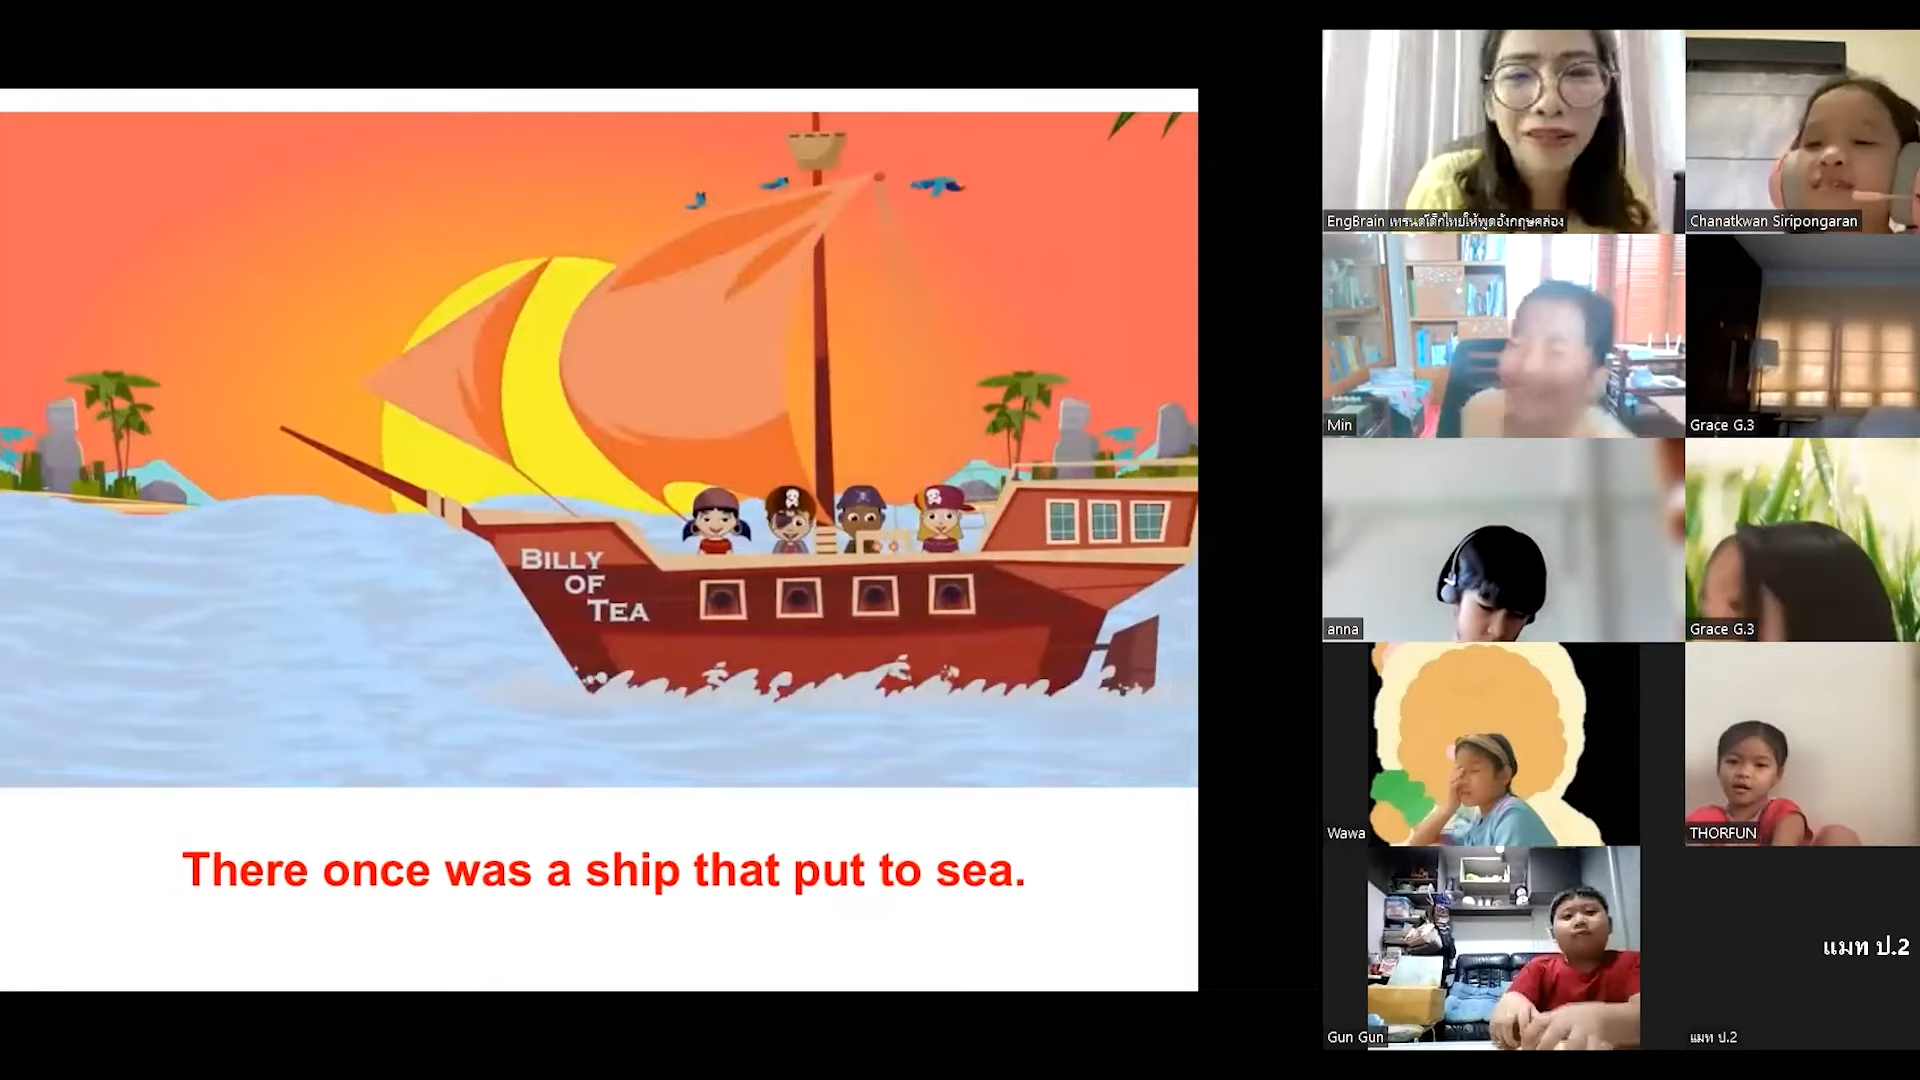 BILLY
OF
TEA
There once was a ship that put to sea.
EngBrain เทรนด์เด็กไทยให้พูดอังกฤษคล่อง
Chanatkwan Siripongaran
Min
Grace G.3
anna
Grace G.3
Wawa
THORFUN
Gun Gun
แมท ป.2
แมท ป.2